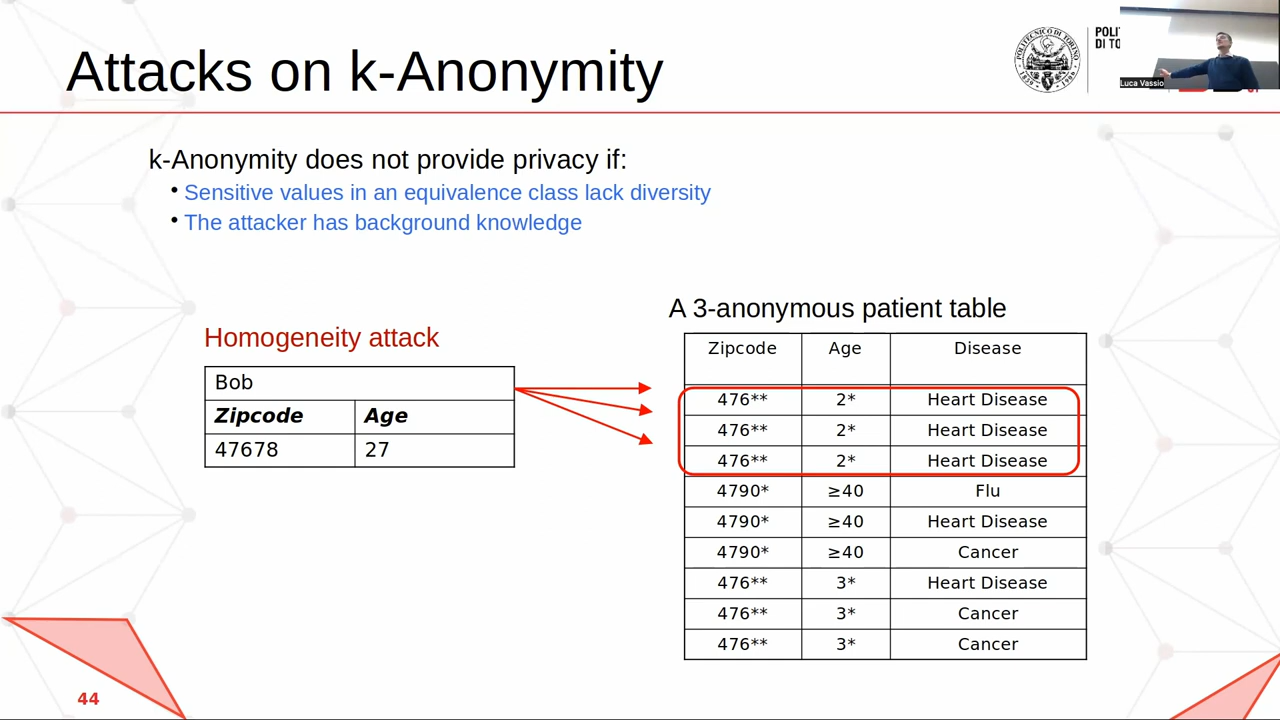 Attacks on k-Anonymity
POLITECNICO DI TORINO
POLI
DI TO
Luca Vassio
k-Anonymity does not provide privacy if:
• Sensitive values in an equivalence class lack diversity
• The attacker has background knowledge
A 3-anonymous patient table
Homogeneity attack
Bob
Zipcode Age
47678 27
Zipcode Age Disease
476** 2* Heart Disease
476** 2* Heart Disease
476** 2* Heart Disease
4790* ≥40 Flu
4790* ≥40 Heart Disease
4790* ≥40 Cancer
476** 3* Heart Disease
476** 3* Cancer
476** 3* Cancer
44